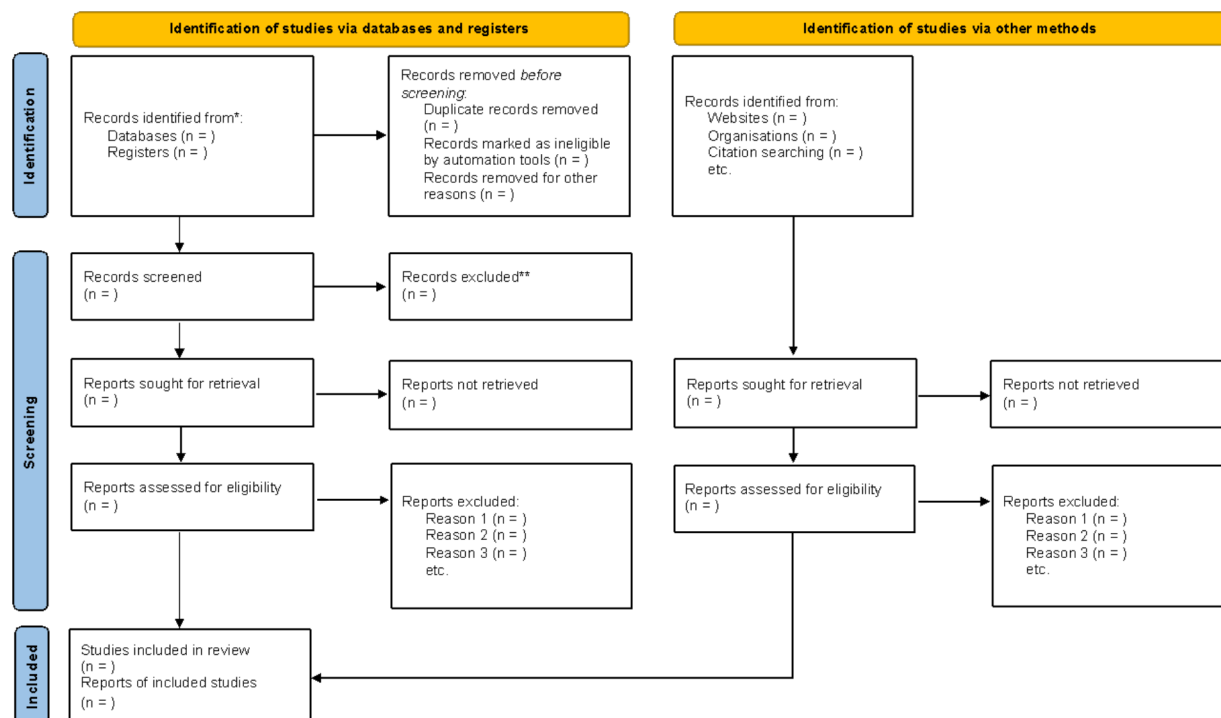 Identification of studies via databases and registers
Identification of studies via other methods
Identification
Records identified from*:
Databases (n = )
Registers (n = )
Records removed before
screening:
Duplicate records removed
(n = )
Records marked as ineligible
by automation tools (n = )
Records removed for other
reasons (n = )
Records identified from:
Websites (n = )
Organisations (n = )
Citation searching (n = )
etc.
Screening
Records screened
(n = )
Records excluded**
(n = )
Reports sought for retrieval
(n = )
Reports not retrieved
(n = )
Reports sought for retrieval
(n = )
Reports not retrieved
(n = )
Reports assessed for eligibility
(n = )
Reports excluded:
Reason 1 (n = )
Reason 2 (n = )
Reason 3 (n = )
etc.
Reports assessed for eligibility
(n = )
Reports excluded:
Reason 1 (n = )
Reason 2 (n = )
Reason 3 (n = )
etc.
Included
Studies included in review
(n = )
Reports of included studies
(n = )